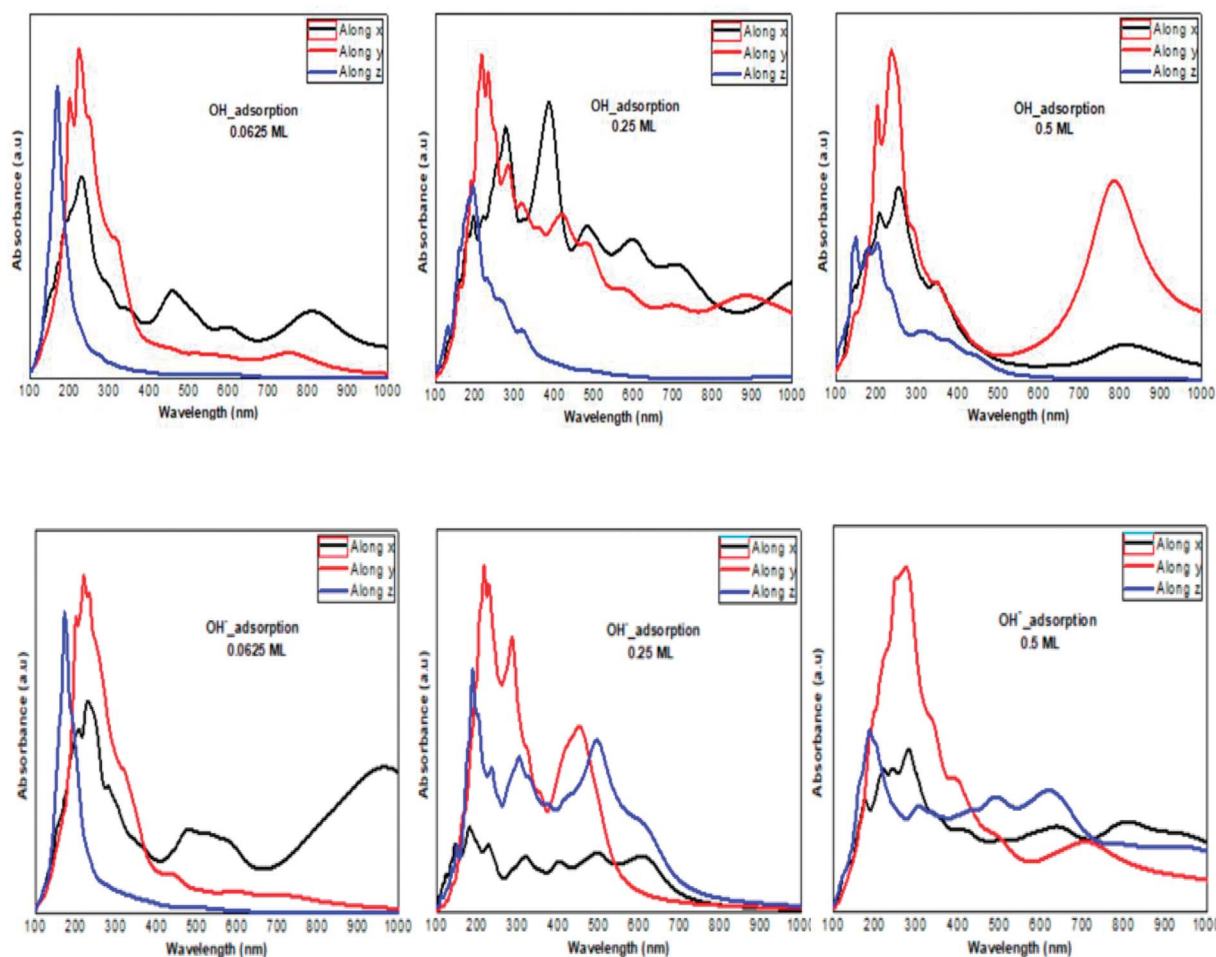 Absorbance (a.u)
Along x
Along y
Along z
OH_adsorption
0.0625 ML
100 200 300 400 500 600 700 800 900 1000
Wavelength (nm)
Absorbance (a.u)
Along x
Along y
Along z
OH_adsorption
0.25 ML
100 200 300 400 500 600 700 800 900 1000
Wavelength (nm)
Absorbance (a.u)
Along x
Along y
Along z
OH_adsorption
0.5 ML
100 200 300 400 500 600 700 800 900 1000
Wavelength (nm)
Absorbance (a.u)
Along x
Along y
Along z
OH⁻_adsorption
0.0625 ML
100 200 300 400 500 600 700 800 900 1000
Wavelength (nm)
Absorbance (a.u)
Along x
Along y
Along z
OH⁻_adsorption
0.25 ML
100 200 300 400 500 600 700 800 900 1000
Wavelength (nm)
Absorbance (a.u)
Along x
Along y
Along z
OH⁻_adsorption
0.5 ML
100 200 300 400 500 600 700 800 900 1000
Wavelength (nm)